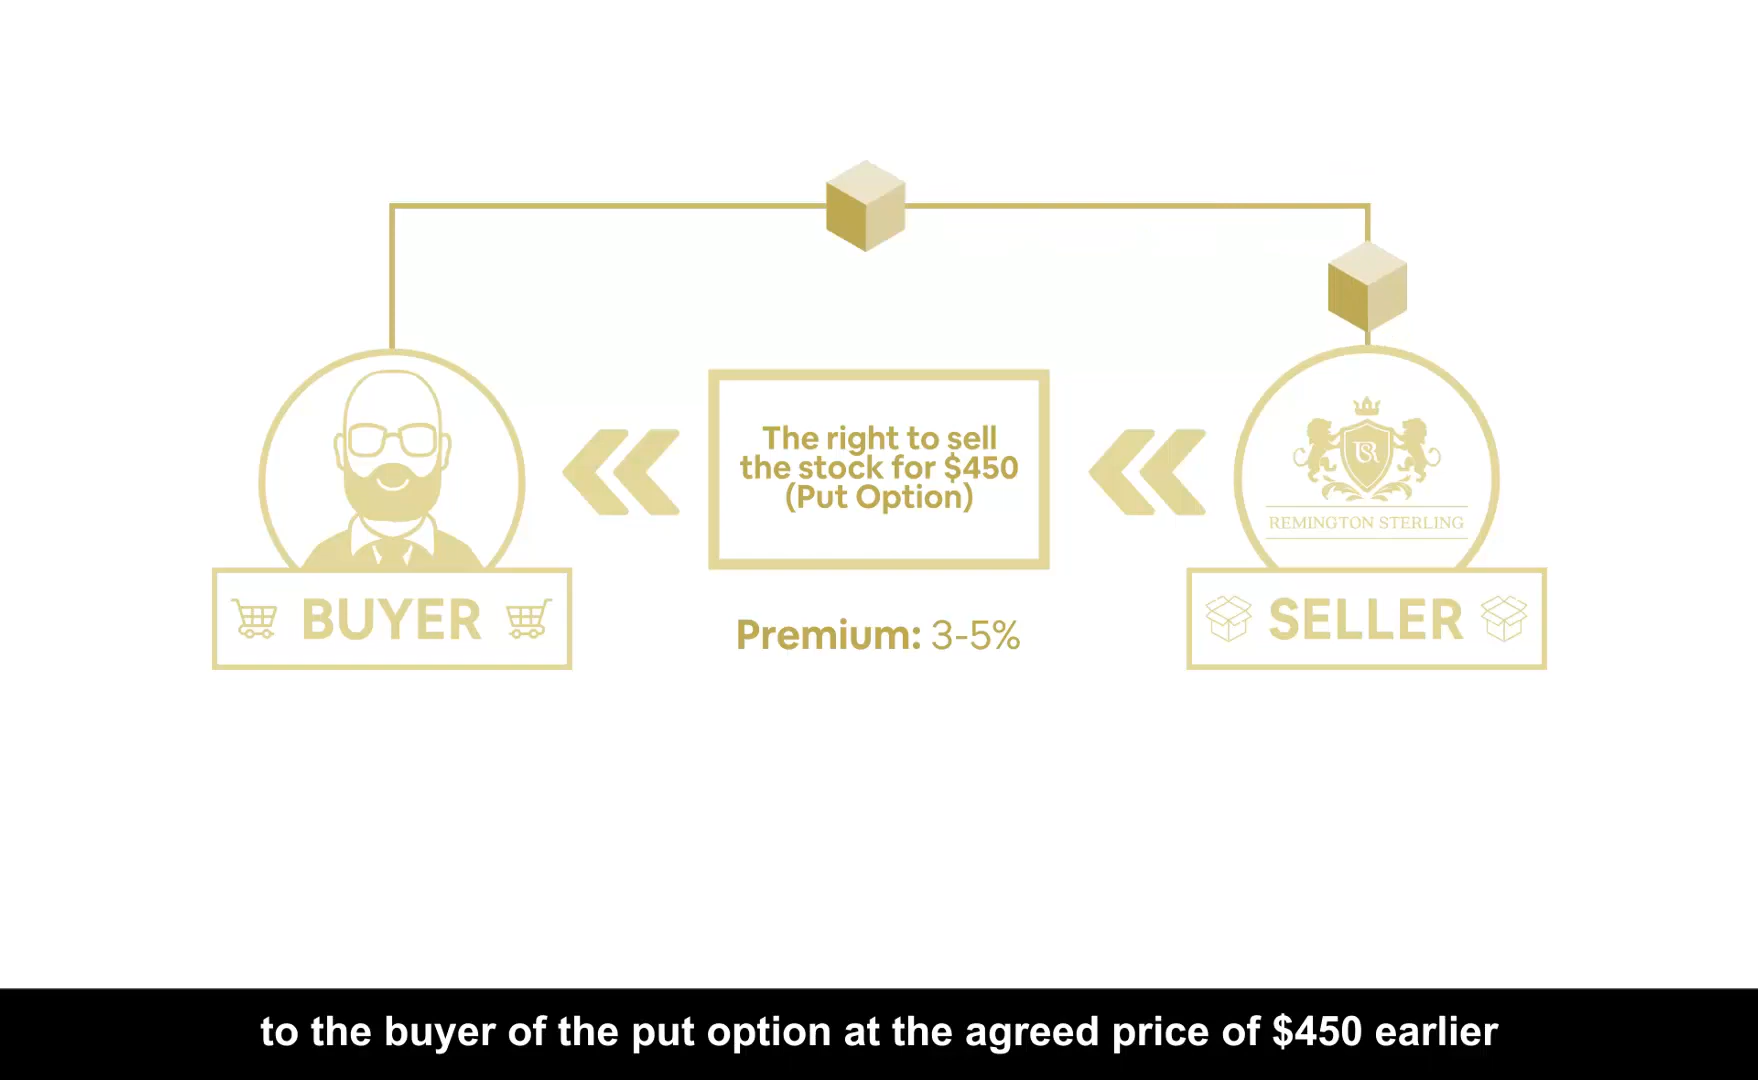 The right to sell
the stock for $450
(Put Option)
Premium: 3-5%
BUYER
SR
REMINGTON STERLING
SELLER
to the buyer of the put option at the agreed price of $450 earlier